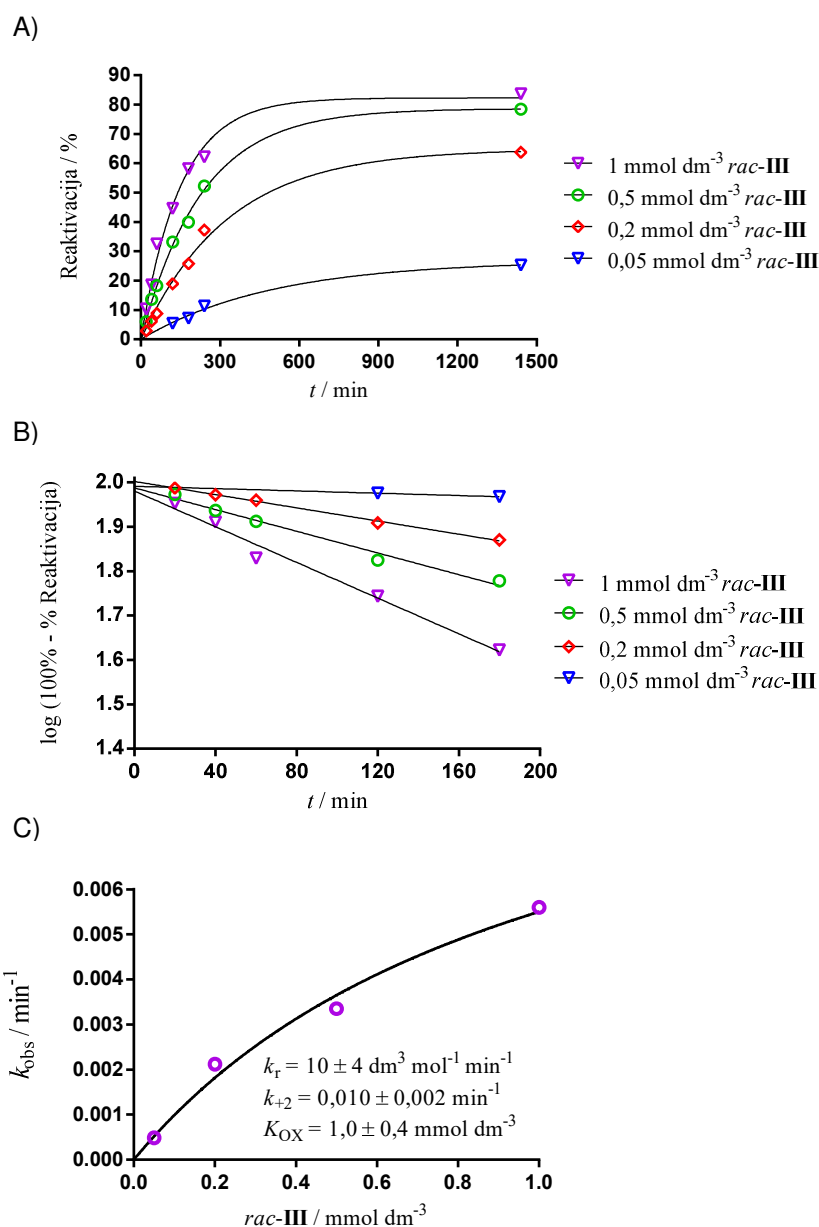 A)
Reaktivacija / %
90
80
70
60
50
40
30
20
10
0
0 300 600 900 1200 1500
t / min
1 mmol dm⁻³ rac-III
0,5 mmol dm⁻³ rac-III
0,2 mmol dm⁻³ rac-III
0,05 mmol dm⁻³ rac-III
B)
log (100% - % Reaktivacija)
2.0
1.9
1.8
1.7
1.6
1.5
1.4
0 40 80 120 160 200
t / min
1 mmol dm⁻³ rac-III
0,5 mmol dm⁻³ rac-III
0,2 mmol dm⁻³ rac-III
0,05 mmol dm⁻³ rac-III
C)
k_obs / min⁻¹
0.006
0.005
0.004
0.003
0.002
0.001
0.000
k_r = 10 ± 4 dm³ mol⁻¹ min⁻¹
k_+2 = 0,010 ± 0,002 min⁻¹
K_OX = 1,0 ± 0,4 mmol dm⁻³
0.0 0.2 0.4 0.6 0.8 1.0
rac-III / mmol dm⁻³